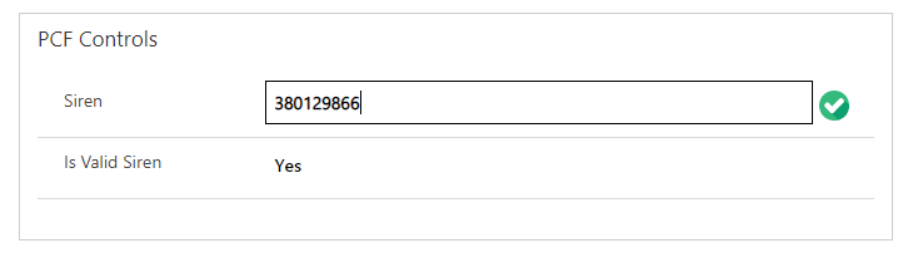 PCF Controls
Siren 380129866
Is Valid Siren Yes